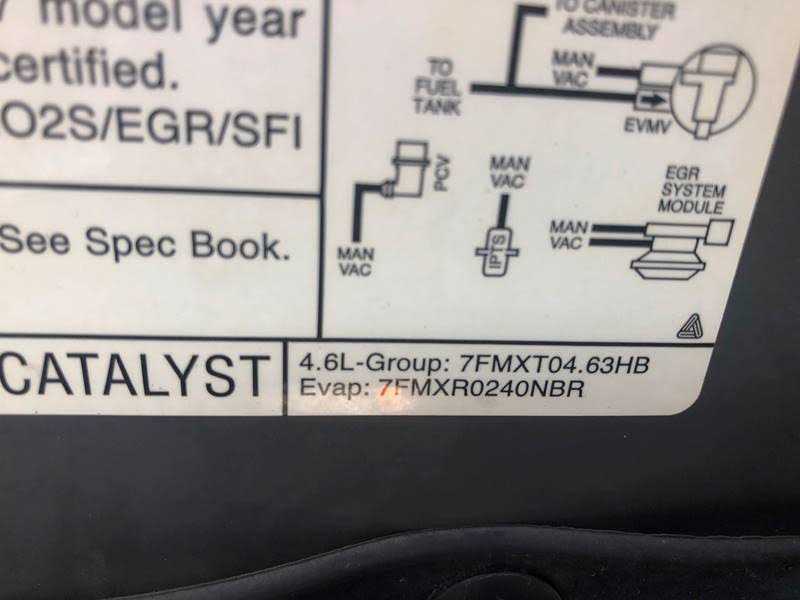 model year
certified.
O2S/EGR/SFI
See Spec Book.
CATALYST
TO CANISTER
ASSEMBLY
TO
FUEL
TANK
MAN
VAC
EVMV
PCV
MAN
VAC
MAN
VAC
IPTS
EGR
SYSTEM
MODULE
MAN
VAC
4.6L-Group: 7FMXT04.63HB
Evap: 7FMXR0240NBR